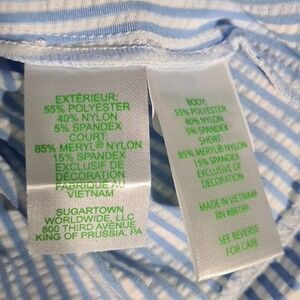 EXTÉRIEUR:
55% POLYESTER
40% NYLON
5% SPANDEX
COURT
85% MERYL® NYLON
15% SPANDEX
EXCLUSIF DE
DÉCORATION
FABRIQUÉ AU
VIETNAM
SUGARTOWN
WORLDWIDE, LLC
800 THIRD AVENUE
KING OF PRUSSIA, PA
BODY:
55% POLYESTER
40% NYLON
5% SPANDEX
SHORT:
85% MERYL® NYLON
15% SPANDEX
EXCLUSIVE OF
DECORATION
MADE IN VIETNAM
SEE REVERSE
FOR CARE